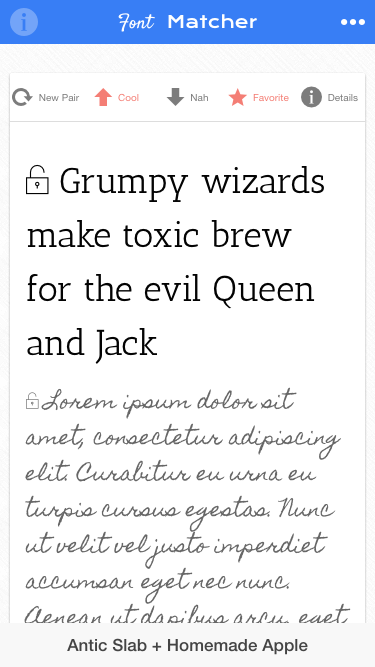 Font Matcher
New Pair Cool Nah Favorite Details
Grumpy wizards
make toxic brew
for the evil Queen
and Jack
Lorem ipsum dolor sit
amet, consectetur adipiscing
elit. Curabitur eu urna eu
turpis cursus egestas. Nunc
ut velit vel justo imperdiet
accumsan eget nec nunc.
Aenean ut dapibus arcu, eget
Antic Slab + Homemade Apple